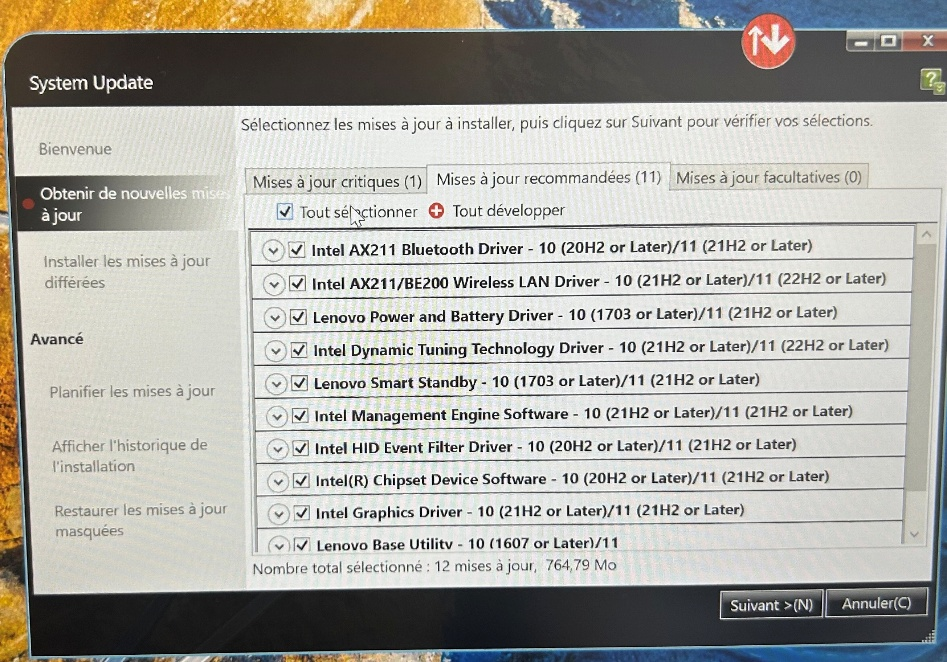 System Update
?
Sélectionnez les mises à jour à installer, puis cliquez sur Suivant pour vérifier vos sélections.
Bienvenue
Obtenir de nouvelles mises
à jour
Installer les mises à jour
différées
Avancé
Planifier les mises à jour
Afficher l'historique de
l'installation
Restaurer les mises à jour
masquées
Mises à jour critiques (1) Mises à jour recommandées (11) Mises à jour facultatives (0)
Tout sélectionner Tout développer
Intel AX211 Bluetooth Driver - 10 (20H2 or Later)/11 (21H2 or Later)
Intel AX211/BE200 Wireless LAN Driver - 10 (21H2 or Later)/11 (22H2 or Later)
Lenovo Power and Battery Driver - 10 (1703 or Later)/11 (21H2 or Later)
Intel Dynamic Tuning Technology Driver - 10 (21H2 or Later)/11 (22H2 or Later)
Lenovo Smart Standby - 10 (1703 or Later)/11 (21H2 or Later)
Intel Management Engine Software - 10 (21H2 or Later)/11 (21H2 or Later)
Intel HID Event Filter Driver - 10 (20H2 or Later)/11 (21H2 or Later)
Intel(R) Chipset Device Software - 10 (20H2 or Later)/11 (21H2 or Later)
Intel Graphics Driver - 10 (21H2 or Later)/11 (21H2 or Later)
Lenovo Base Utility - 10 (1607 or Later)/11
Nombre total sélectionné : 12 mises à jour, 764,79 Mo
Suivant >(N) Annuler(C)